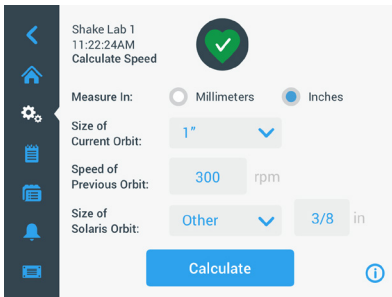 Shake Lab 1
11:22:24AM
Calculate Speed
Measure In: Millimeters Inches
Size of
Current Orbit: 1"
Speed of
Previous Orbit: 300 rpm
Size of
Solaris Orbit: Other 3/8 in
Calculate